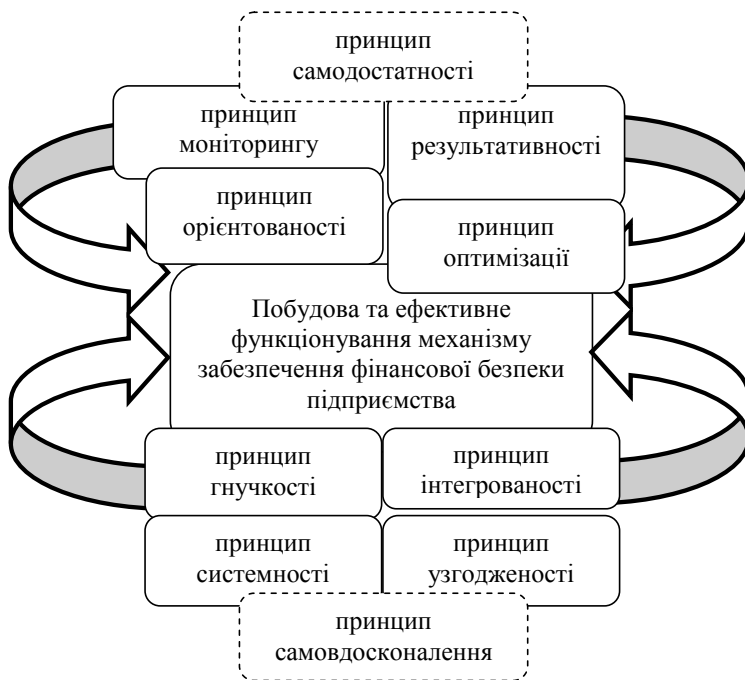 принцип
самодостатності
принцип
моніторингу
принцип
результативності
принцип
орієнтованості
принцип
оптимізації
Побудова та ефективне
функціонування механізму
забезпечення фінансової безпеки
підприємства
принцип
гнучкості
принцип
інтегрованості
принцип
системності
принцип
узгодженості
принцип
самовдосконалення